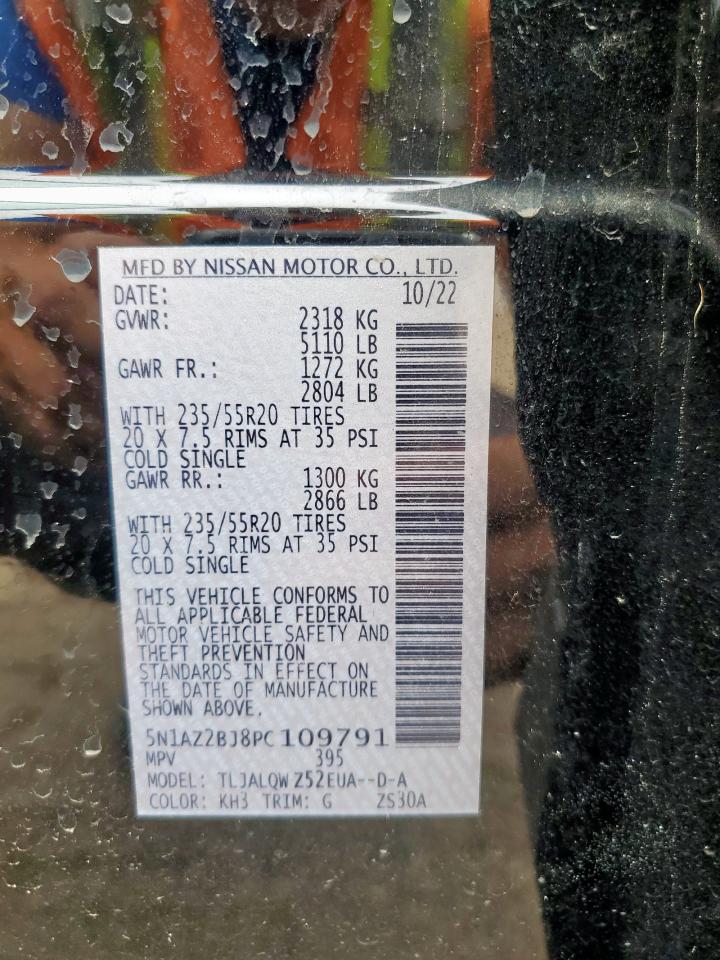 MFD BY NISSAN MOTOR CO., LTD.
DATE: 10/22
GVWR: 2318 KG
5110 LB
GAWR FR.: 1272 KG
2804 LB
WITH 235/55R20 TIRES
20 X 7.5 RIMS AT 35 PSI
COLD SINGLE
GAWR RR.: 1300 KG
2866 LB
WITH 235/55R20 TIRES
20 X 7.5 RIMS AT 35 PSI
COLD SINGLE
THIS VEHICLE CONFORMS TO
ALL APPLICABLE FEDERAL
MOTOR VEHICLE SAFETY AND
THEFT PREVENTION
STANDARDS IN EFFECT ON
THE DATE OF MANUFACTURE
SHOWN ABOVE.
5N1AZ2BJ8PC109791
MPV 395
MODEL: TLJALQW Z52EUA--D-A
COLOR: KH3 TRIM: G ZS30A